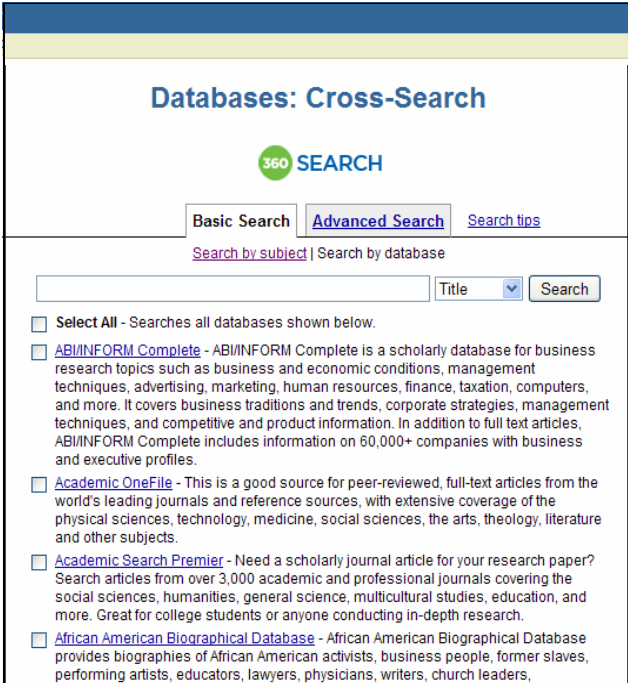 Databases: Cross-Search
360 SEARCH
Basic Search Advanced Search Search tips
Search by subject | Search by database
Title Search
Select All - Searches all databases shown below.
ABI/INFORM Complete - ABI/INFORM Complete is a scholarly database for business
research topics such as business and economic conditions, management
techniques, advertising, marketing, human resources, finance, taxation, computers,
and more. It covers business traditions and trends, corporate strategies, management
techniques, and competitive and product information. In addition to full text articles,
ABI/INFORM Complete includes information on 60,000+ companies with business
and executive profiles.
Academic OneFile - This is a good source for peer-reviewed, full-text articles from the
world's leading journals and reference sources, with extensive coverage of the
physical sciences, technology, medicine, social sciences, the arts, theology, literature
and other subjects.
Academic Search Premier - Need a scholarly journal article for your research paper?
Search articles from over 3,000 academic and professional journals covering the
social sciences, humanities, general science, multicultural studies, education, and
more. Great for college students or anyone conducting in-depth research.
African American Biographical Database - African American Biographical Database
provides biographies of African American activists, business people, former slaves,
performing artists, educators, lawyers, physicians, writers, church leaders,